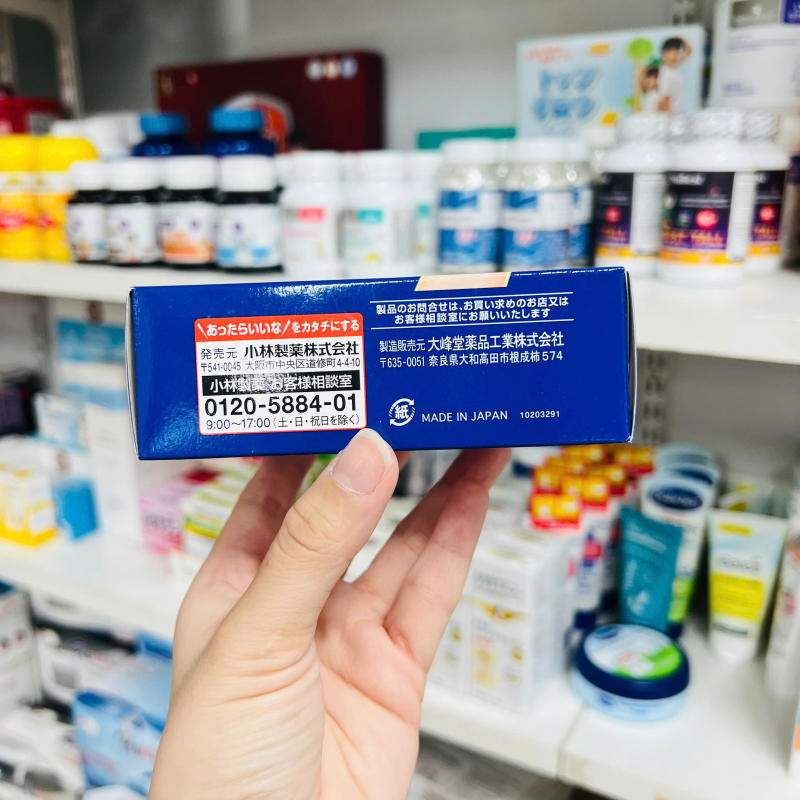 あったらいいな
をカタチにする
発売元 小林製薬株式会社
〒541-0045 大阪市中央区道修町4-4-10
小林製薬 お客様相談室
0120-5884-01
9:00〜17:00(土・日・祝日を除く)
製品のお問合せは、お買い求めのお店又は
お客様相談室にお願いいたします
製造販売元 大峰堂薬品工業株式会社
〒635-0051 奈良県大和高田市根成柿574
紙
MADE IN JAPAN 10203291